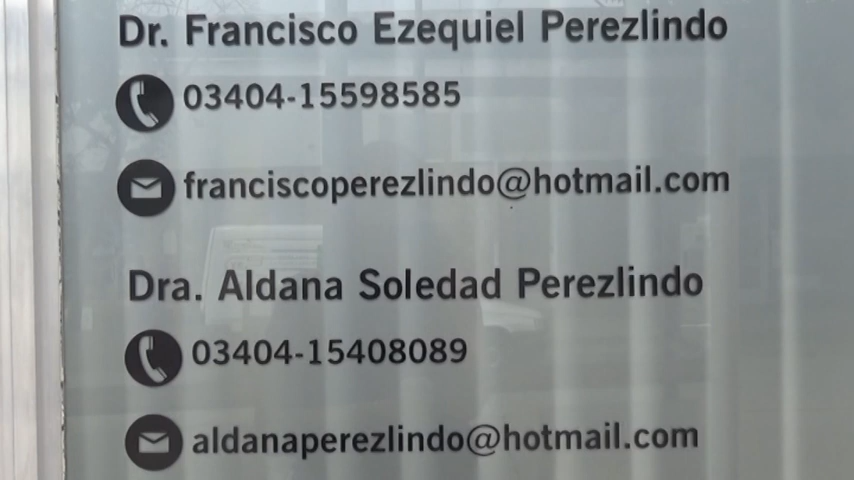 Dr. Francisco Ezequiel Perezlindo
03404-15598585
franciscoperezlindo@hotmail.com
Dra. Aldana Soledad Perezlindo
03404-15408089
aldanaperezlindo@hotmail.com